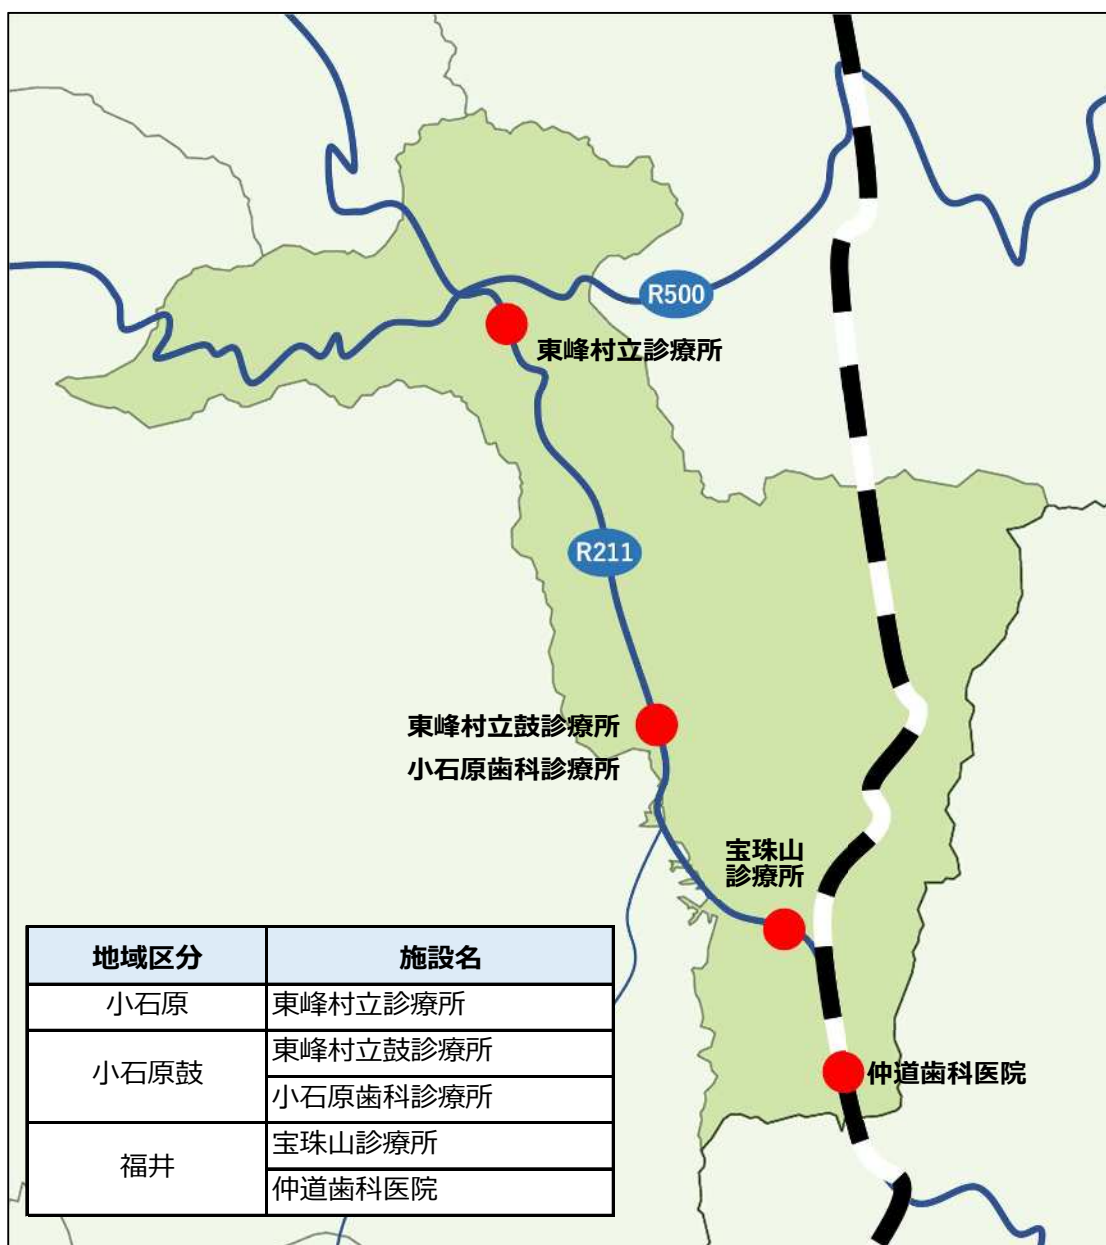 R500
東峰村立診療所
R211
東峰村立鼓診療所
小石原歯科診療所
宝珠山
診療所
仲道歯科医院
地域区分 施設名
小石原 東峰村立診療所
小石原鼓 東峰村立鼓診療所
小石原歯科診療所
福井 宝珠山診療所
仲道歯科医院